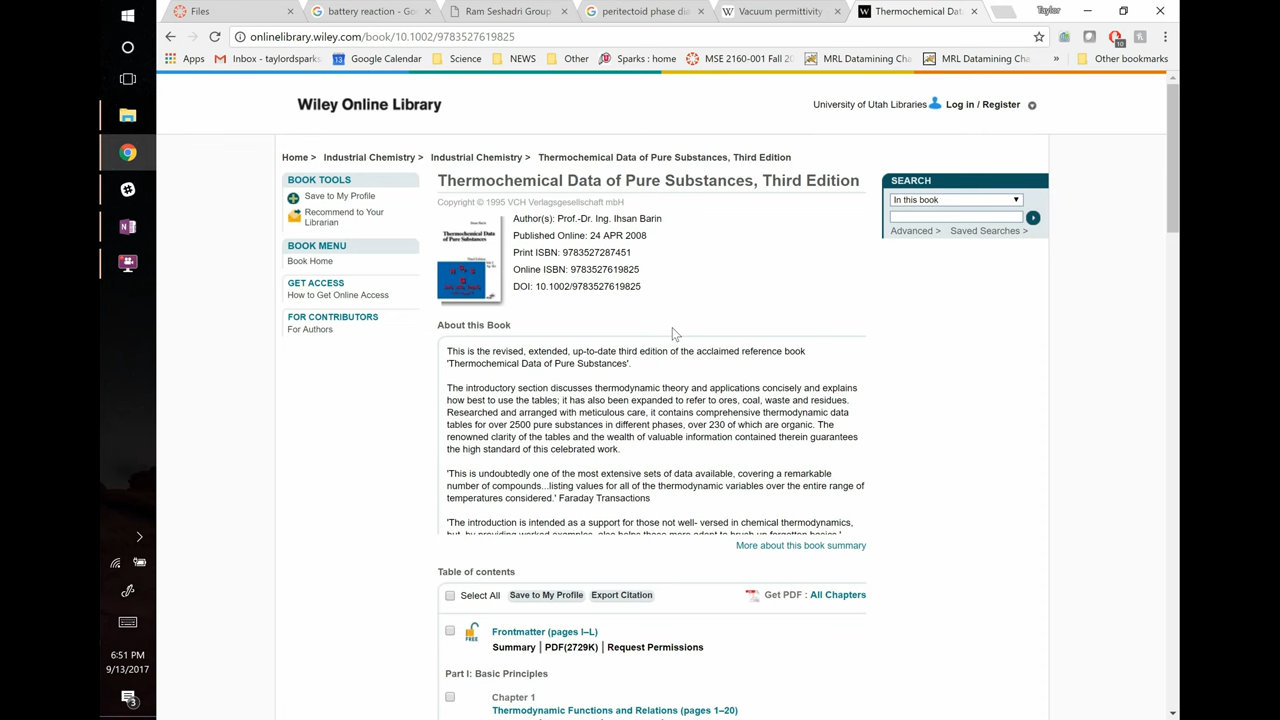 Files
battery reaction - Goo
Ram Seshadri Group
peritectoid phase dia
Vacuum permittivity
Thermochemical Dat
Taylor
onlinelibrary.wiley.com/book/10.1002/9783527619825
10
Apps
Inbox - taylordspark
13
Google Calendar
Science
NEWS
Other
Sparks : home
MSE 2160-001 Fall 20
MRL Datamining Cha
MRL Datamining Cha
»
Other bookmarks
Wiley Online Library
University of Utah Libraries
Log in / Register
Home > Industrial Chemistry > Industrial Chemistry > Thermochemical Data of Pure Substances, Third Edition
BOOK TOOLS
Save to My Profile
Recommend to Your
Librarian
BOOK MENU
Book Home
GET ACCESS
How to Get Online Access
FOR CONTRIBUTORS
For Authors
Thermochemical Data of Pure Substances, Third Edition
Copyright © 1995 VCH Verlagsgesellschaft mbH
Thermochemical Data
of Pure Substances
Author(s): Prof.-Dr. Ing. Ihsan Barin
Published Online: 24 APR 2008
Print ISBN: 9783527287451
Online ISBN: 9783527619825
DOI: 10.1002/9783527619825
SEARCH
In this book
Advanced >
Saved Searches >
About this Book
This is the revised, extended, up-to-date third edition of the acclaimed reference book
'Thermochemical Data of Pure Substances'.
The introductory section discusses thermodynamic theory and applications concisely and explains
how best to use the tables; it has also been expanded to refer to ores, coal, waste and residues.
Researched and arranged with meticulous care, it contains comprehensive thermodynamic data
tables for over 2500 pure substances in different phases, over 230 of which are organic. The
renowned clarity of the tables and the wealth of valuable information contained therein guarantees
the high standard of this celebrated work.
'This is undoubtedly one of the most extensive sets of data available, covering a remarkable
number of compounds...listing values for all of the thermodynamic variables over the entire range of
temperatures considered.' Faraday Transactions
'The introduction is intended as a support for those not well- versed in chemical thermodynamics,
More about this book summary
Table of contents
Select All
Save to My Profile
Export Citation
Get PDF : All Chapters
FREE
Frontmatter (pages I–L)
Summary | PDF(2729K) | Request Permissions
Part I: Basic Principles
Chapter 1
Thermodynamic Functions and Relations (pages 1–20)
6:51 PM
9/13/2017
3